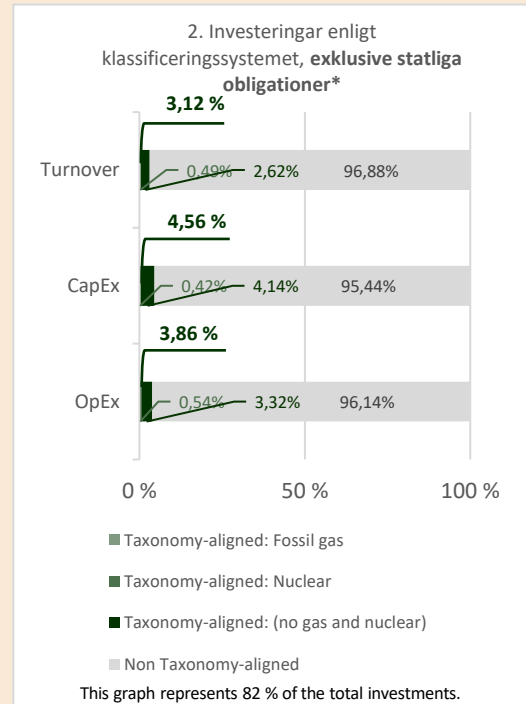 2. Investeringar enligt
klassificeringssystemet, exklusive statliga
obligationer*
3,12 %
Turnover 0,49% 2,62% 96,88%
4,56 %
CapEx 0,42% 4,14% 95,44%
3,86 %
OpEx 0,54% 3,32% 96,14%
0 % 50 % 100 %
Taxonomy-aligned: Fossil gas
Taxonomy-aligned: Nuclear
Taxonomy-aligned: (no gas and nuclear)
Non Taxonomy-aligned
This graph represents 82 % of the total investments.